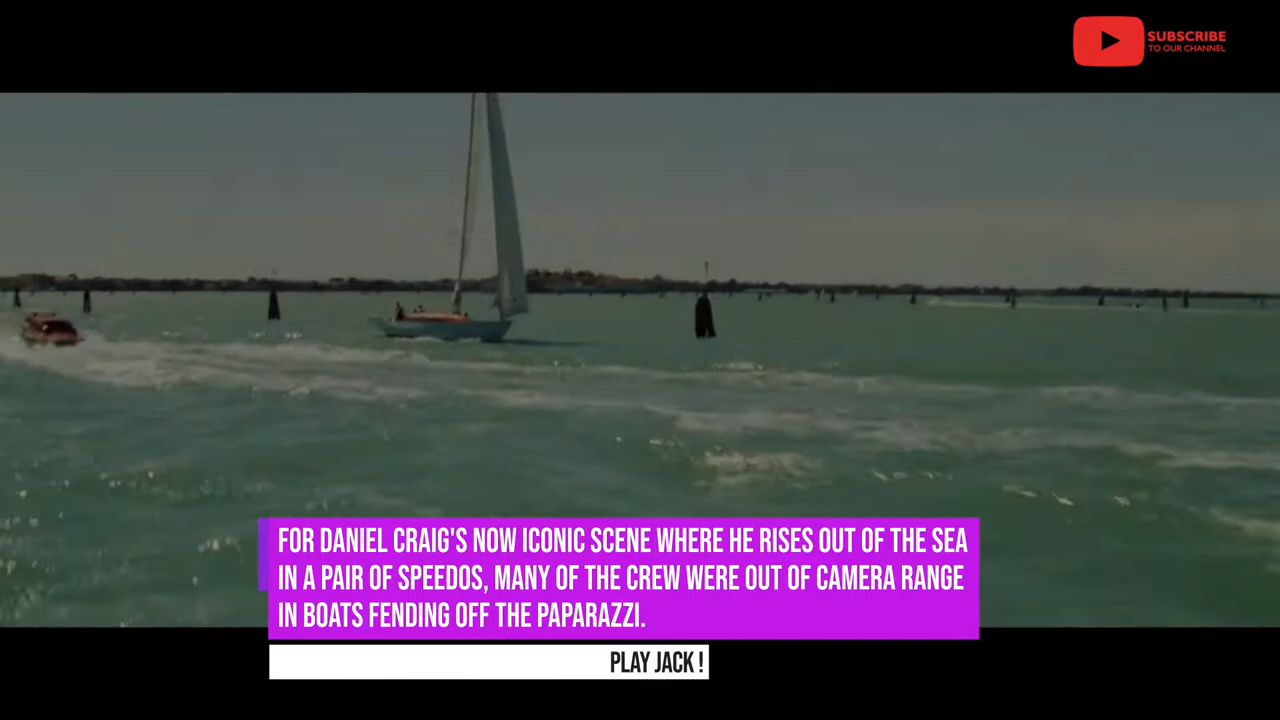 SUBSCRIBE
TO OUR CHANNEL
FOR DANIEL CRAIG'S NOW ICONIC SCENE WHERE HE RISES OUT OF THE SEA
IN A PAIR OF SPEEDOS, MANY OF THE CREW WERE OUT OF CAMERA RANGE
IN BOATS FENDING OFF THE PAPARAZZI.
PLAY JACK !